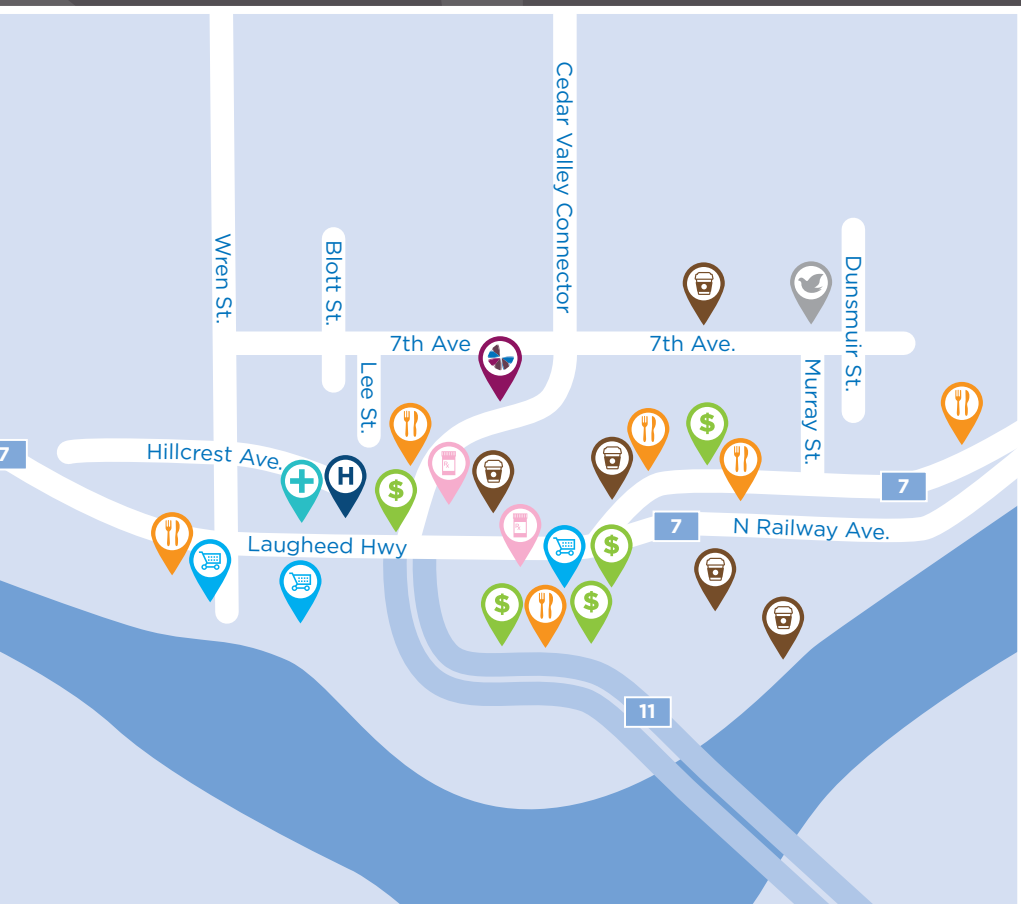 Cedar Valley Connector
Wren St.
Blott St.
Dunsmuir St.
7th Ave
7th Ave.
Lee St.
Murray St.
Hillcrest Ave.
7
H
$
$
7
7
N Railway Ave.
Laugheed Hwy
$
$
$
11